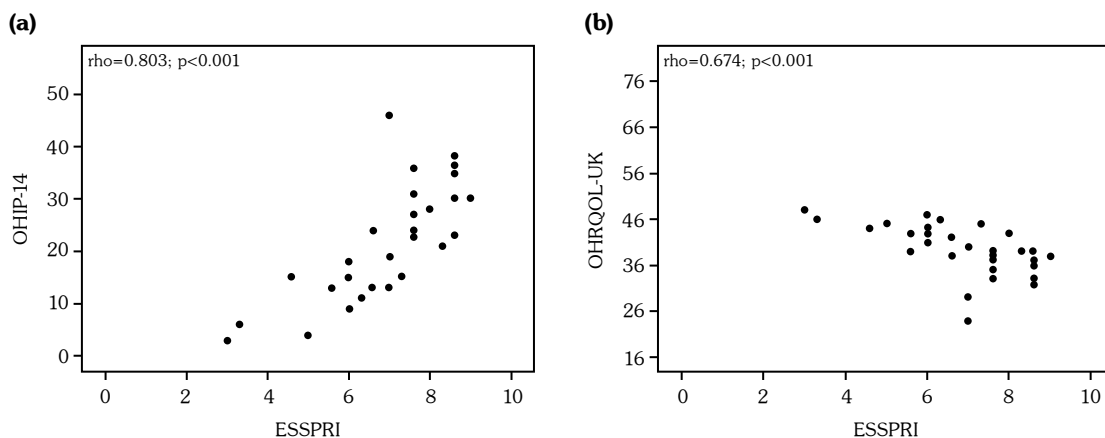 (a)
rho=0.803; p<0.001
50
40
30
20
10
0
OHIP-14
0 2 4 6 8 10
ESSPRI
(b)
rho=0.674; p<0.001
76
66
56
46
36
26
16
OHRQOL-UK
0 2 4 6 8 10
ESSPRI